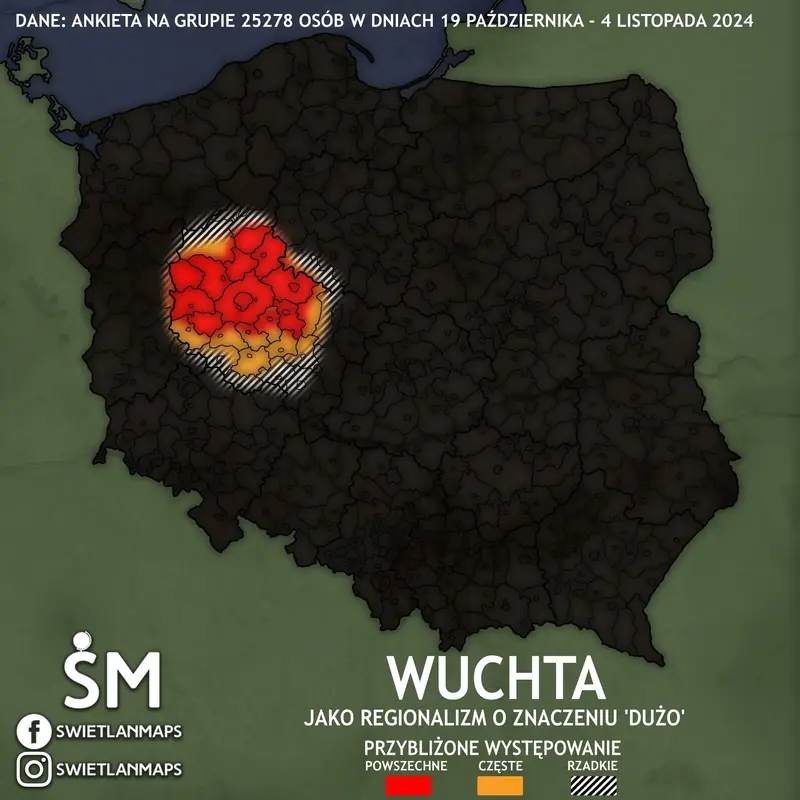 DANE: ANKIETA NA GRUPIE 25278 OSÓB W DNIACH 19 PAŹDZIERNIKA - 4 LISTOPADA 2024
ŚM
SWIETLANMAPS
SWIETLANMAPS
WUCHTA
JAKO REGIONALIZM O ZNACZENIU 'DUŻO'
PRZYBLIŻONE WYSTĘPOWANIE
POWSZECHNE CZĘSTE RZADKIE